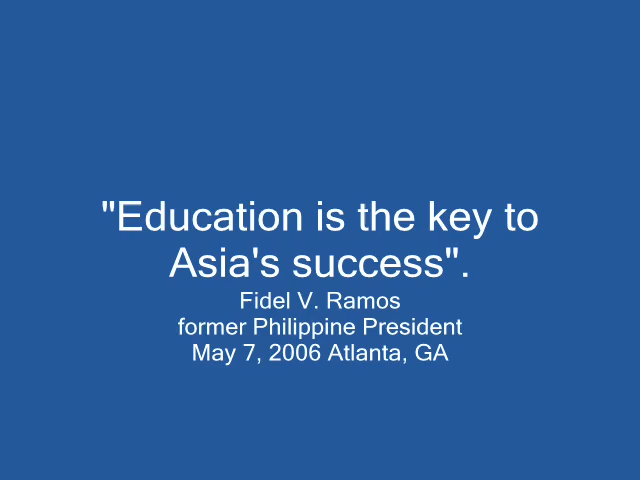 "Education is the key to
Asia's success".
Fidel V. Ramos
former Philippine President
May 7, 2006 Atlanta, GA